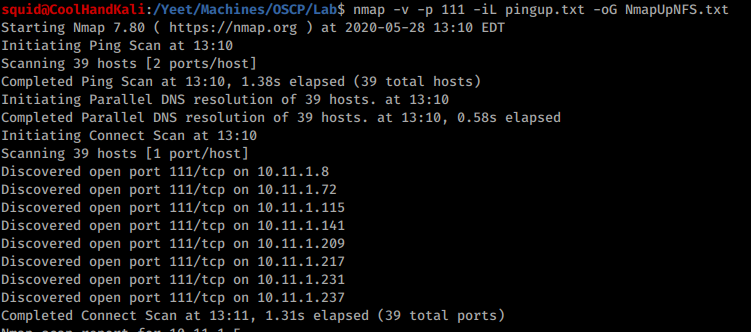 squid@CoolHandKali:/Yeet/Machines/OSCP/Lab$ nmap -v -p 111 -iL pingup.txt -oG NmapUpNFS.txt
Starting Nmap 7.80 ( https://nmap.org ) at 2020-05-28 13:10 EDT
Initiating Ping Scan at 13:10
Scanning 39 hosts [2 ports/host]
Completed Ping Scan at 13:10, 1.38s elapsed (39 total hosts)
Initiating Parallel DNS resolution of 39 hosts. at 13:10
Completed Parallel DNS resolution of 39 hosts. at 13:10, 0.58s elapsed
Initiating Connect Scan at 13:10
Scanning 39 hosts [1 port/host]
Discovered open port 111/tcp on 10.11.1.8
Discovered open port 111/tcp on 10.11.1.72
Discovered open port 111/tcp on 10.11.1.115
Discovered open port 111/tcp on 10.11.1.141
Discovered open port 111/tcp on 10.11.1.209
Discovered open port 111/tcp on 10.11.1.217
Discovered open port 111/tcp on 10.11.1.231
Discovered open port 111/tcp on 10.11.1.237
Completed Connect Scan at 13:11, 1.31s elapsed (39 total ports)
Nmap scan report for 10.11.1.5